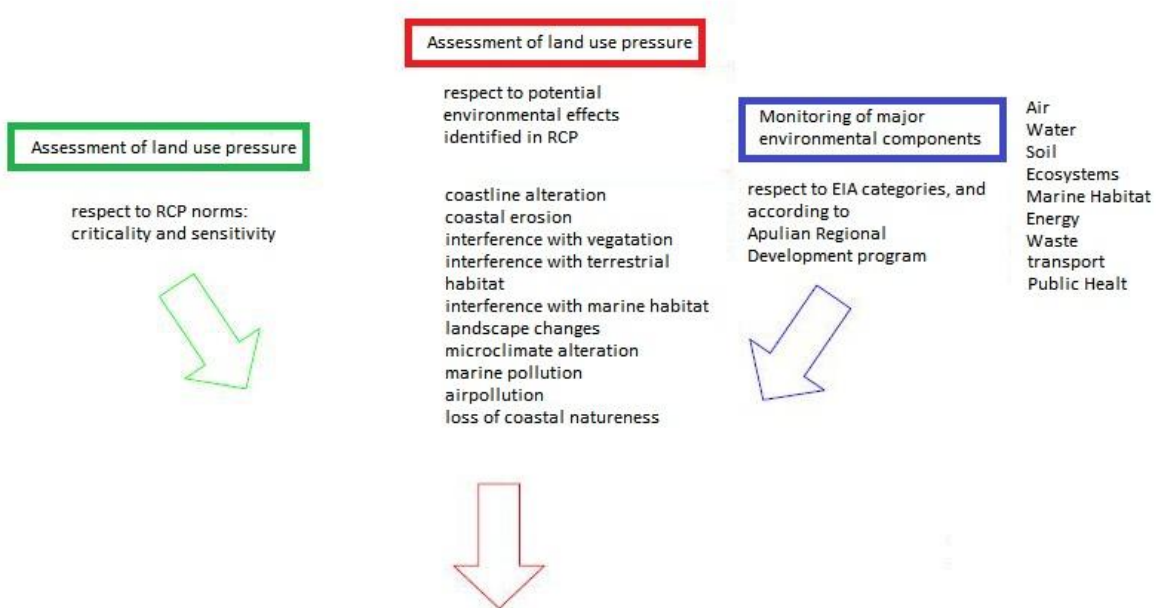 Assessment of land use pressure
respect to RCP norms:
criticality and sensitivity
Assessment of land use pressure
respect to potential
environmental effects
identified in RCP
coastline alteration
coastal erosion
interference with vegatation
interference with terrestrial
habitat
interference with marine habitat
landscape changes
microclimate alteration
marine pollution
airpollution
loss of coastal natureness
Monitoring of major
environmental components
respect to EIA categories, and
according to
Apulian Regional
Development program
Air
Water
Soil
Ecosystems
Marine Habitat
Energy
Waste
transport
Public Healt